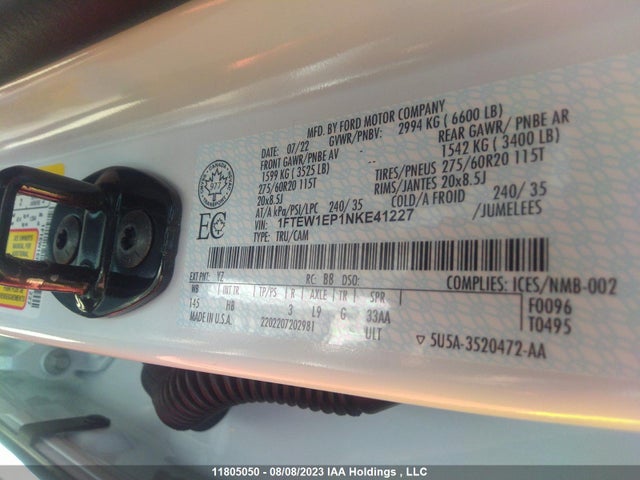 MFD. BY FORD MOTOR COMPANY
DATE: 07/22 GVWR/PNBV: 2994 KG ( 6600 LB)
FRONT GAWR/PNBE AV -- REAR GAWR/ PNBE AR
1599 KG ( 3525 LB) -- 1542 KG ( 3400 LB)
275/60R20 115T TIRES/PNEUS 275/60R20 115T
20x8.5J RIMS/JANTES 20x8.5J
AT/A kPa/PSI/LPC 240/ 35 COLD/A FROID 240/ 35
VIN: 1FTEW1EP1NKE41227 /JUMELEES
TYPE: TRU/CAM
EC
EXT PNT: YZ RC: B8 DSO: COMPLIES: ICES/NMB-002
WB INT TR TP/PS R AXLE TR SPR F0096
145 HB 3 L9 G 33AA T0495
MADE IN U.S.A. 2202207202981 ULT ▽ 5U5A-3520472-AA
11805050 - 08/08/2023 IAA Holdings , LLC